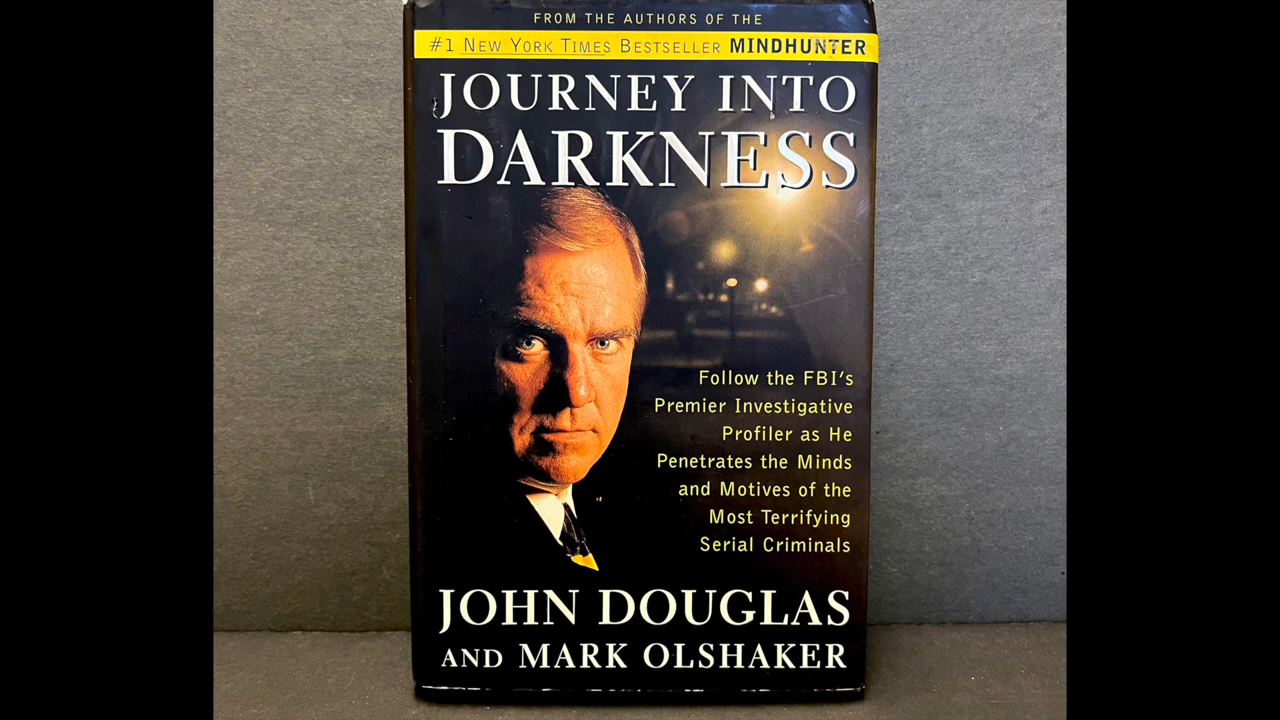 FROM THE AUTHORS OF THE
#1 NEW YORK TIMES BESTSELLER MINDHUNTER
JOURNEY INTO
DARKNESS
Follow the FBI's
Premier Investigative
Profiler as He
Penetrates the Minds
and Motives of the
Most Terrifying
Serial Criminals
JOHN DOUGLAS
AND MARK OLSHAKER